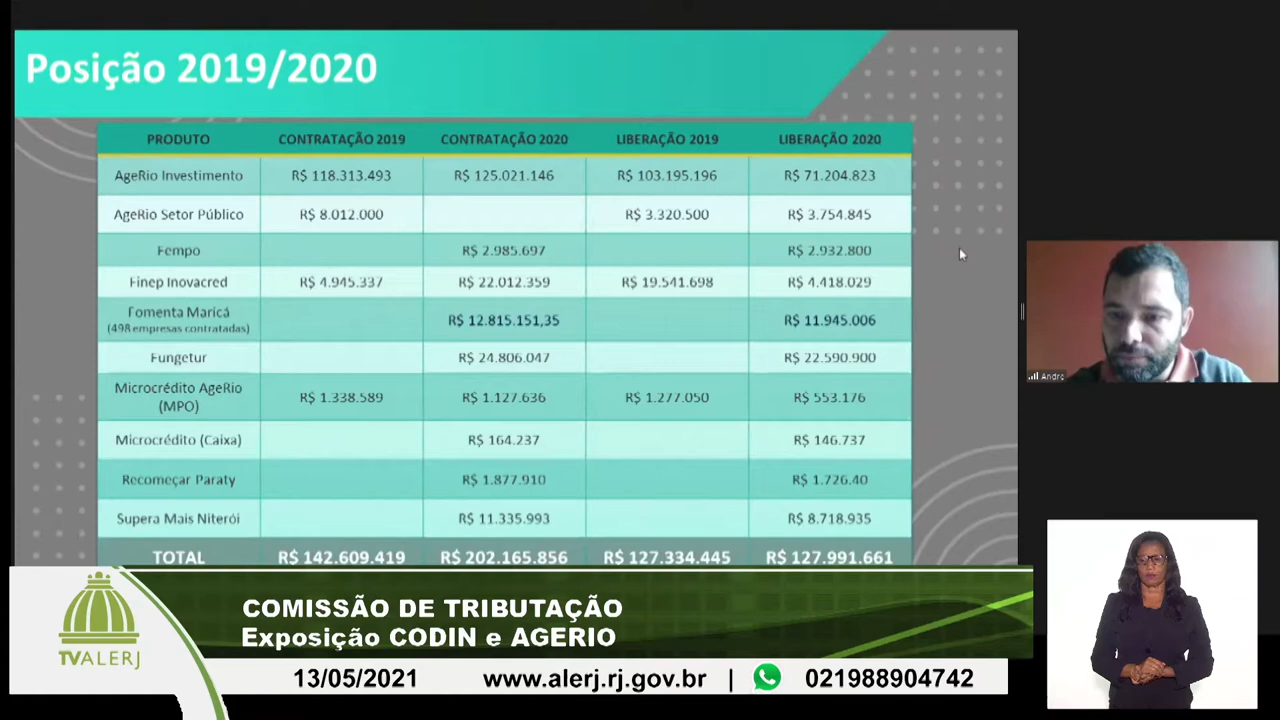 Posição 2019/2020
PRODUTO CONTRATAÇÃO 2019 CONTRATAÇÃO 2020 LIBERAÇÃO 2019 LIBERAÇÃO 2020
AgeRio Investimento R$ 118.313.493 R$ 125.021.146 R$ 103.195.196 R$ 71.204.823
AgeRio Setor Público R$ 8.012.000 R$ 3.320.500 R$ 3.754.845
Fempo R$ 2.985.697 R$ 2.932.800
Finep Inovacred R$ 4.945.337 R$ 22.012.359 R$ 19.541.698 R$ 4.418.029
Fomenta Maricá
(498 empresas contratadas) R$ 12.815.151,35 R$ 11.945.006
Fungetur R$ 24.806.047 R$ 22.590.900
Microcrédito AgeRio
(MPO) R$ 1.338.589 R$ 1.127.636 R$ 1.277.050 R$ 553.176
Microcrédito (Caixa) R$ 164.237 R$ 146.737
Recomeçar Paraty R$ 1.877.910 R$ 1.726.40
Supera Mais Niterói R$ 11.335.993 R$ 8.718.935
TOTAL R$ 142.609.419 R$ 202.165.856 R$ 127.334.445 R$ 127.991.661
Andre
COMISSÃO DE TRIBUTAÇÃO
Exposição CODIN e AGERIO
TVALERJ
13/05/2021 www.alerj.rj.gov.br | 021988904742